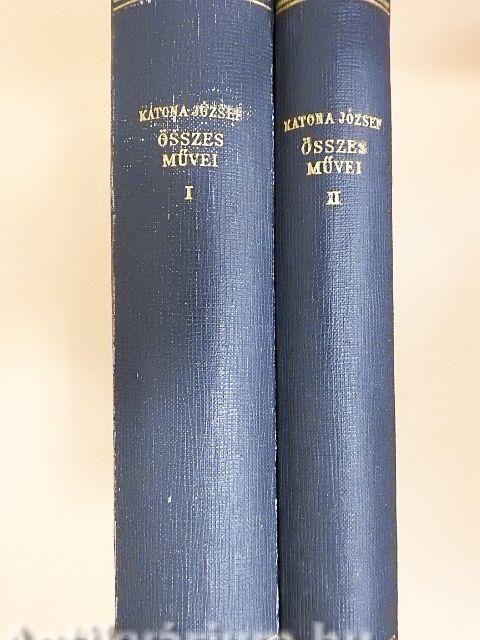 KATONA JÓZSEF
ÖSSZES
MŰVEI
I
KATONA JÓZSEF
ÖSSZES
MŰVEI
II